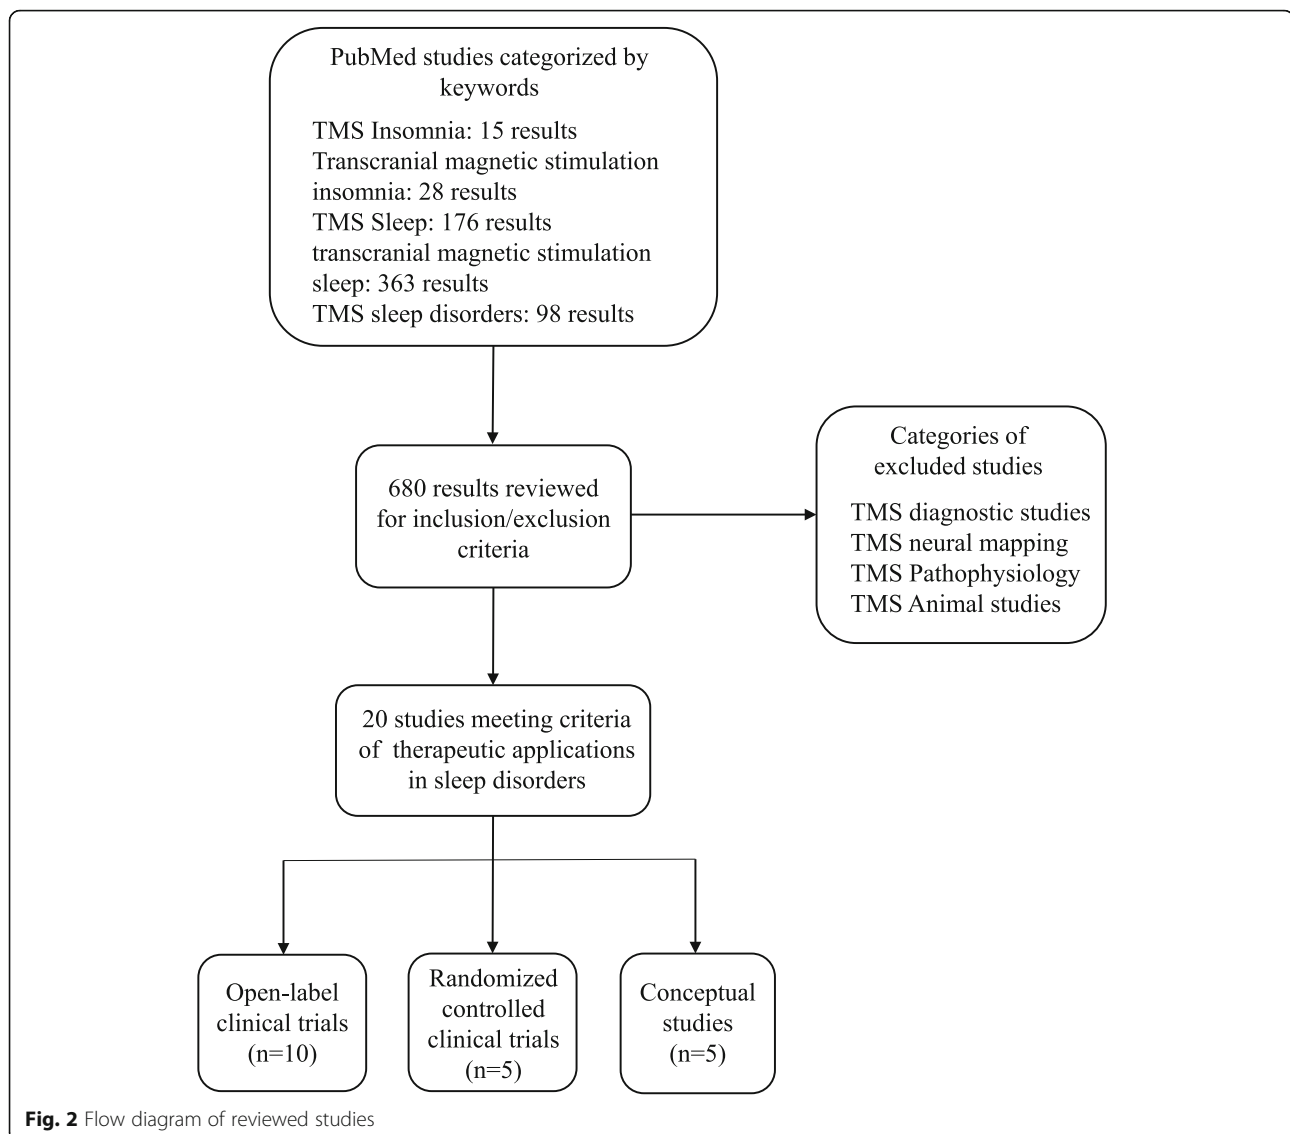 PubMed studies categorized by
keywords
TMS Insomnia: 15 results
Transcranial magnetic stimulation
insomnia: 28 results
TMS Sleep: 176 results
transcranial magnetic stimulation
sleep: 363 results
TMS sleep disorders: 98 results
680 results reviewed
for inclusion/exclusion
criteria
Categories of
excluded studies
TMS diagnostic studies
TMS neural mapping
TMS Pathophysiology
TMS Animal studies
20 studies meeting criteria
of therapeutic applications
in sleep disorders
Open-label
clinical trials
(n=10)
Randomized
controlled
clinical trials
(n=5)
Conceptual
studies
(n=5)
Fig. 2 Flow diagram of reviewed studies